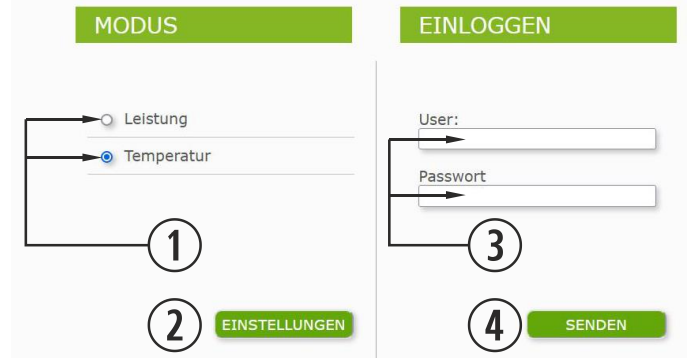 MODUS
Leistung
Temperatur
1
2 EINSTELLUNGEN
EINLOGGEN
User:
Passwort
3
4 SENDEN